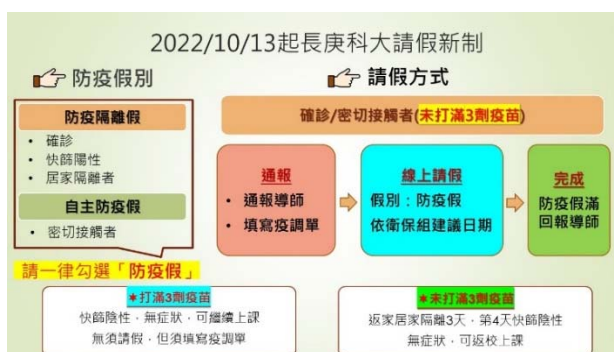 2022/10/13起長庚科大請假新制
防疫假別
請假方式
防疫隔離假
• 確診
• 快篩陽性
• 居家隔離者
自主防疫假
• 密切接觸者
請一律勾選「防疫假」
確診/密切接觸者(未打滿3劑疫苗)
通報
• 通報導師
• 填寫疫調單
線上請假
假別：防疫假
依衛保組建議日期
完成
防疫假滿
回報導師
＊打滿3劑疫苗
快篩陰性，無症狀，可繼續上課
無須請假，但須填寫疫調單
＊未打滿3劑疫苗
返家居家隔離3天，第4天快篩陰性
無症狀，可返校上課